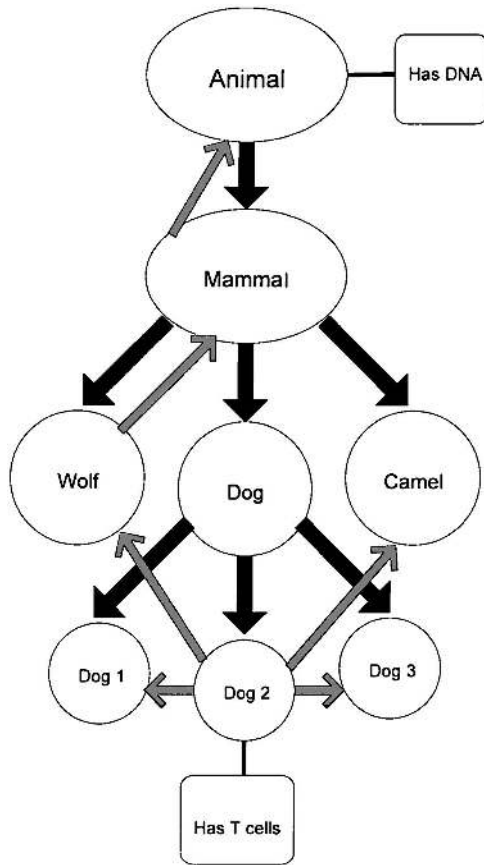 Animal
Has DNA
Mammal
Wolf
Dog
Camel
Dog 1
Dog 2
Dog 3
Has T cells